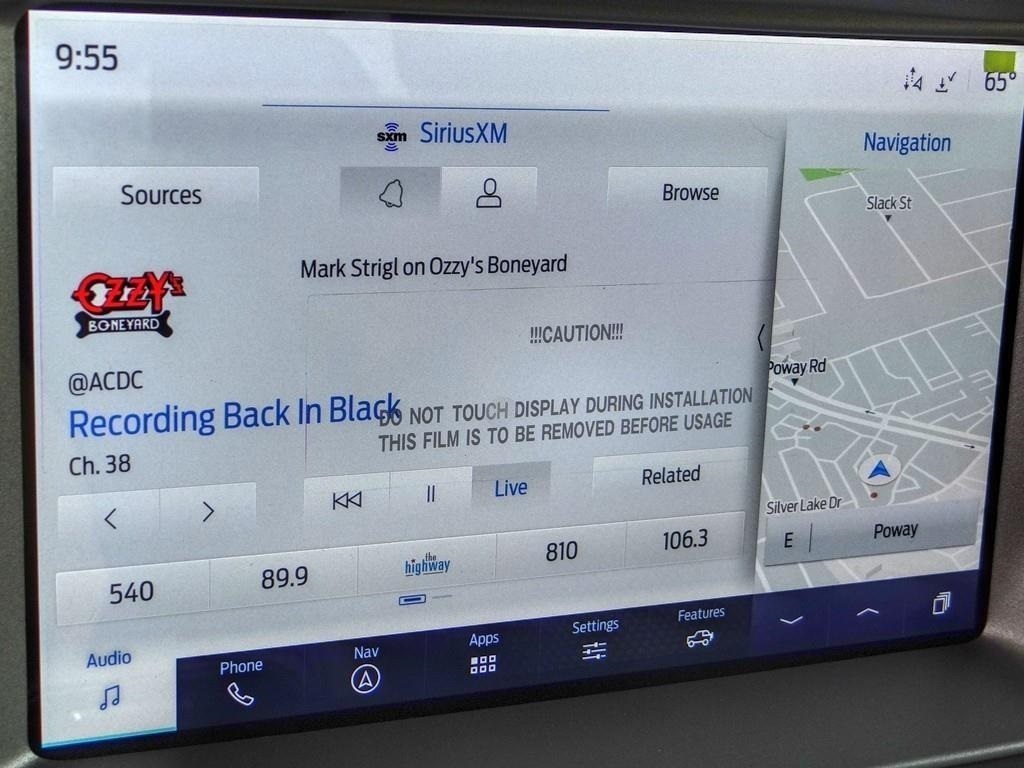 9:55
65°
sxm SiriusXM
Navigation
Sources
Browse
Slack St
Mark Strigl on Ozzy's Boneyard
OZZY's
BONEYARD
!!!CAUTION!!!
Poway Rd
@ACDC
Recording Back In Black
DO NOT TOUCH DISPLAY DURING INSTALLATION
THIS FILM IS TO BE REMOVED BEFORE USAGE
Ch. 38
Live
Related
Silver Lake Dr
E
Poway
540
89.9
the
highway
810
106.3
Audio
Phone
Nav
Apps
Settings
Features